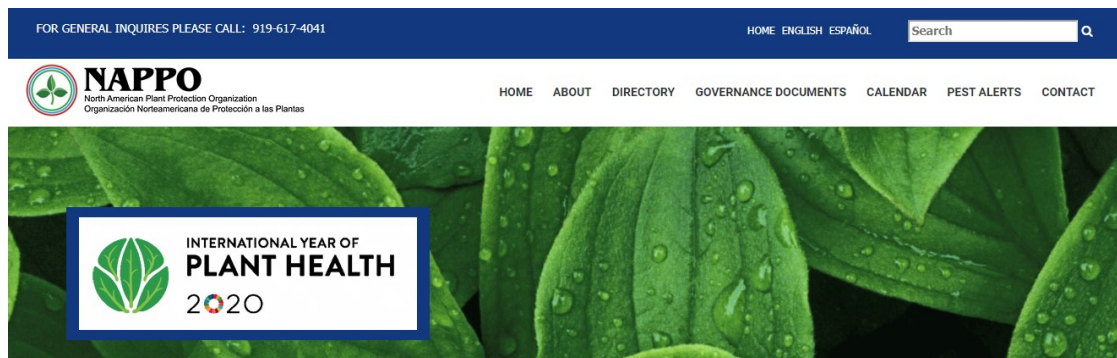 FOR GENERAL INQUIRES PLEASE CALL: 919-617-4041
HOME ENGLISH ESPAÑOL
Search
NAPPO
North American Plant Protection Organization
Organización Norteamericana de Protección a las Plantas
HOME ABOUT DIRECTORY GOVERNANCE DOCUMENTS CALENDAR PEST ALERTS CONTACT
INTERNATIONAL YEAR OF
PLANT HEALTH
2020